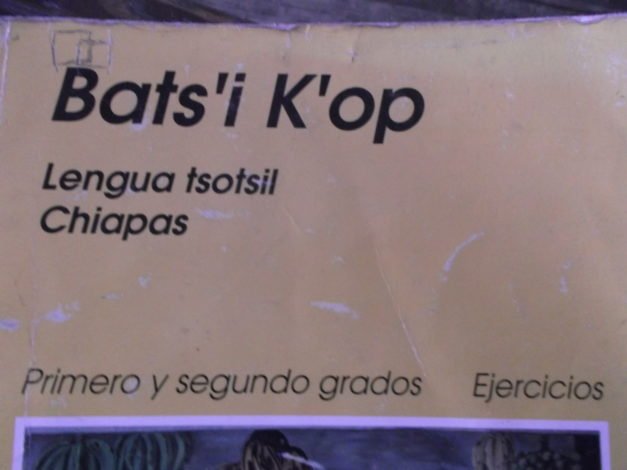 Bats'i K'op
Lengua tsotsil
Chiapas
Primero y segundo grados Ejercicios